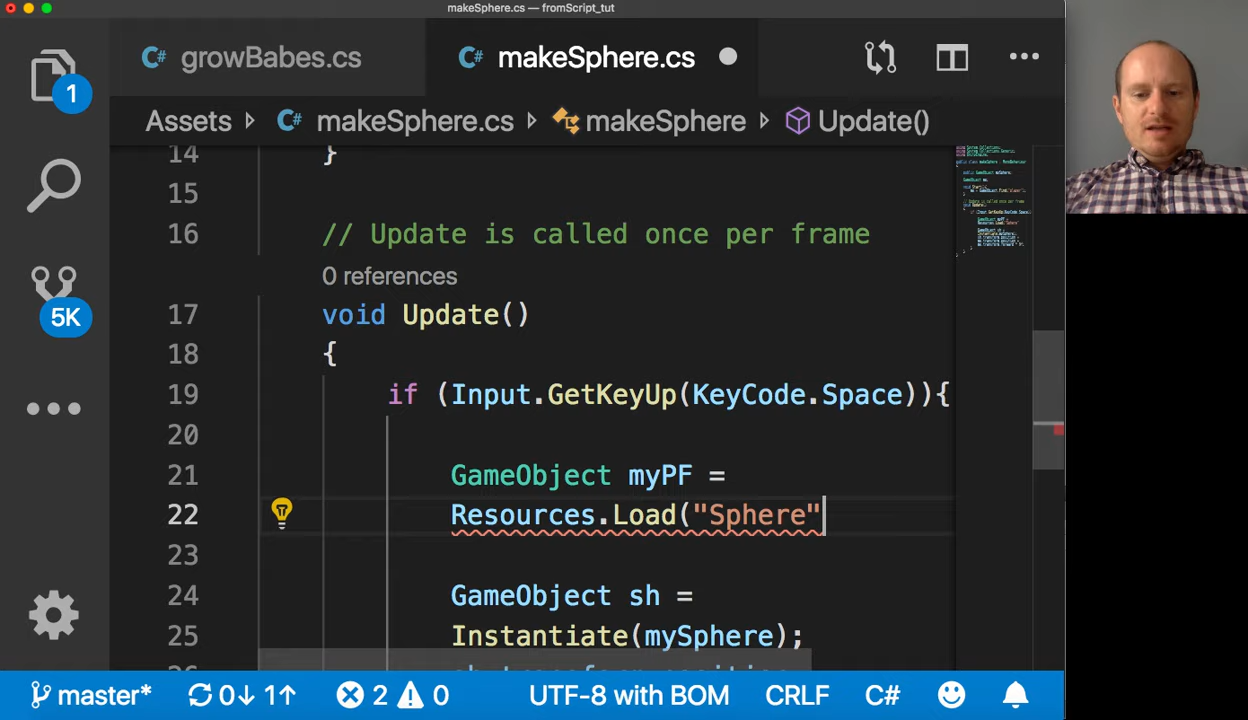 makeSphere.cs — fromScript_tut
growBabes.cs
makeSphere.cs
1
Assets makeSphere.cs makeSphere Update()
14 }
15
16 // Update is called once per frame
0 references
17 void Update()
18 {
19 if (Input.GetKeyUp(KeyCode.Space)){
20
21 GameObject myPF =
22 Resources.Load("Sphere"
23
24 GameObject sh =
25 Instantiate(mySphere);
5K
master* 0↓ 1↑ 2 0 UTF-8 with BOM CRLF C#